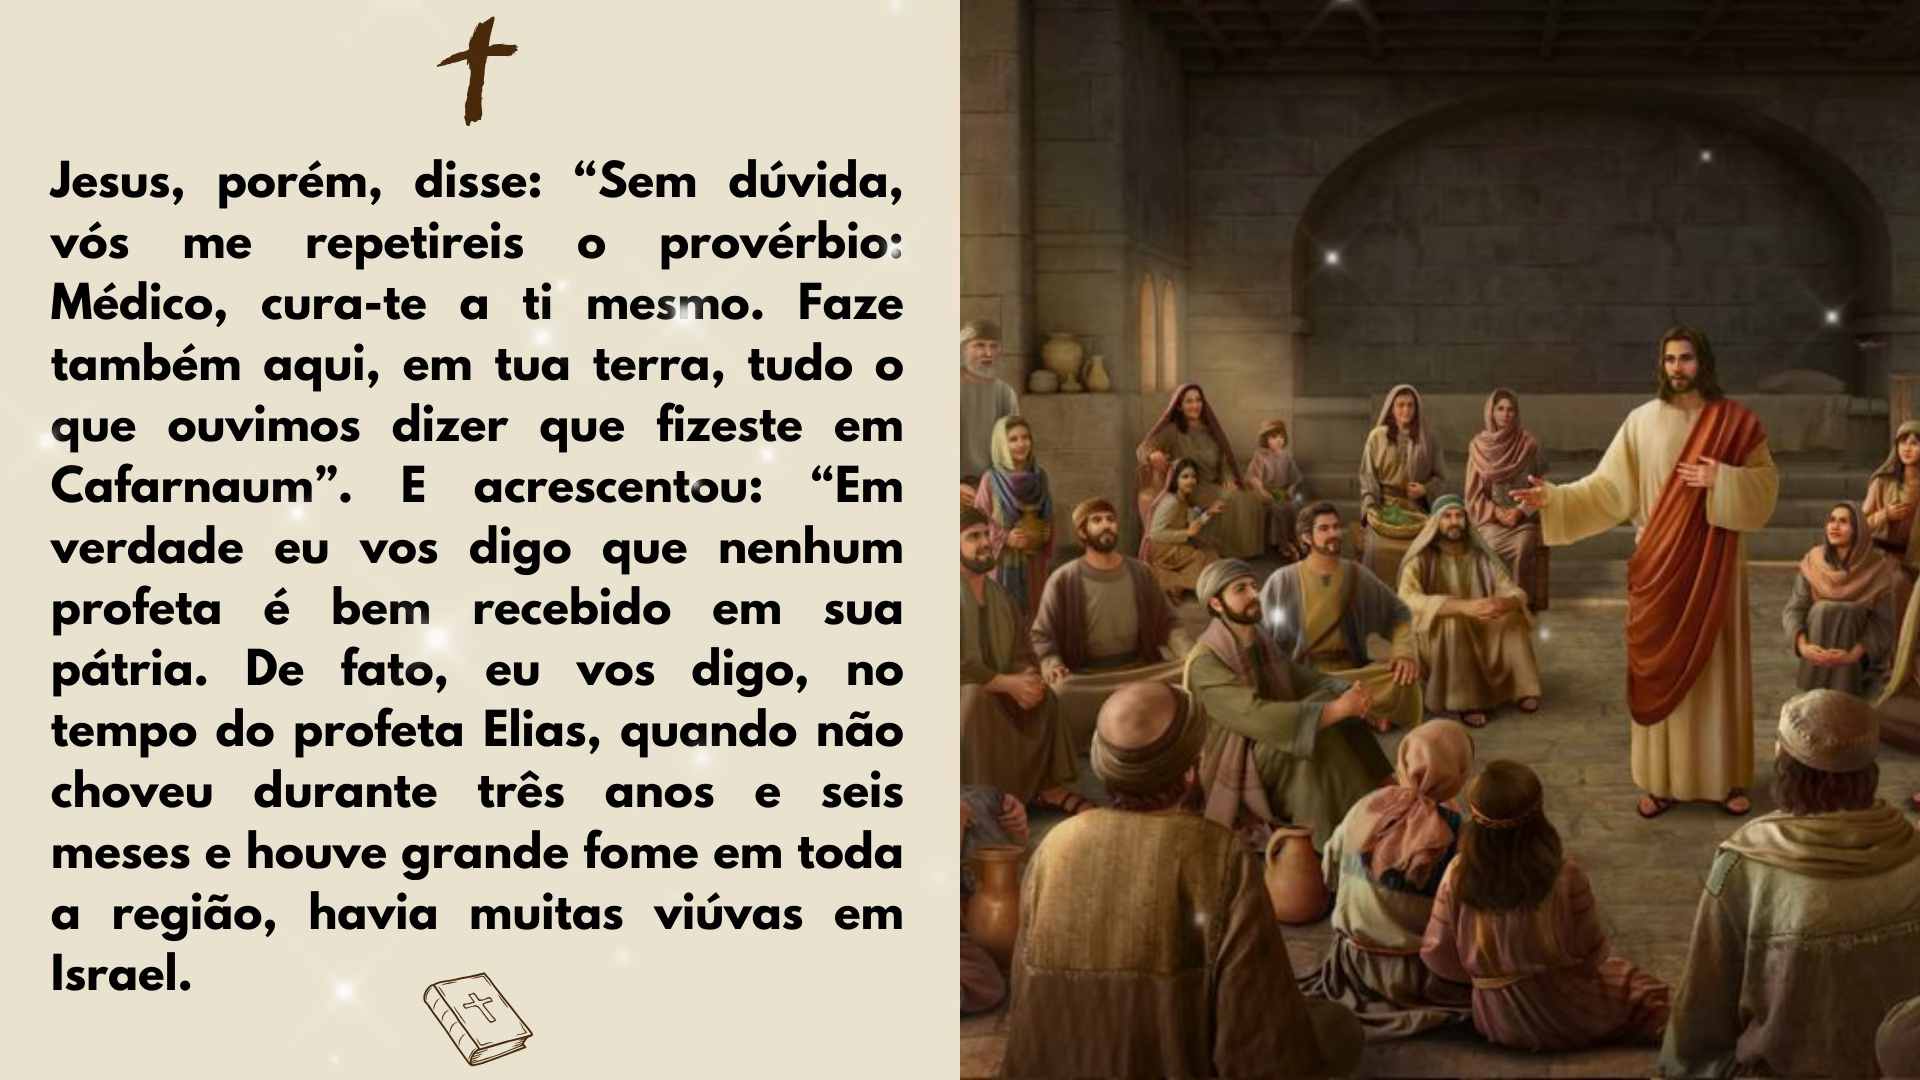 Jesus, porém, disse: “Sem dúvida,
vós me repetireis o provérbio:
Médico, cura-te a ti mesmo. Faze
também aqui, em tua terra, tudo o
que ouvimos dizer que fizeste em
Cafarnaum”. E acrescentou: “Em
verdade eu vos digo que nenhum
profeta é bem recebido em sua
pátria. De fato, eu vos digo, no
tempo do profeta Elias, quando não
choveu durante três anos e seis
meses e houve grande fome em toda
a região, havia muitas viúvas em
Israel.